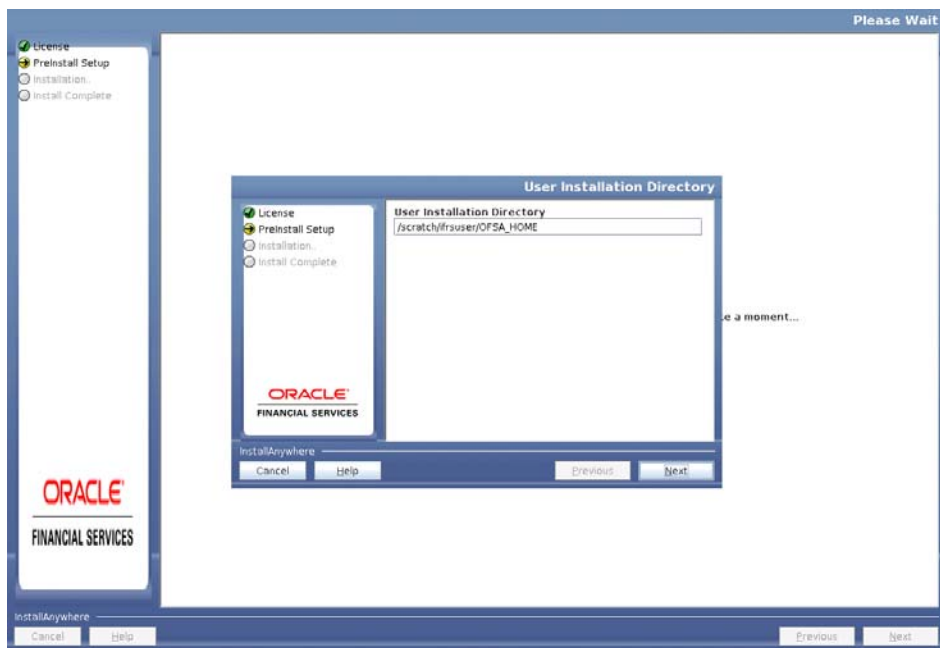 Please Wait
License
PreInstall Setup
Installation..
Install Complete
User Installation Directory
License
PreInstall Setup
Installation..
Install Complete
User Installation Directory
/scratch/ifrsuser/OFSA_HOME
a moment...
ORACLE
FINANCIAL SERVICES
InstallAnywhere
Cancel Help Previous Next
ORACLE
FINANCIAL SERVICES
InstallAnywhere
Cancel Help Previous Next